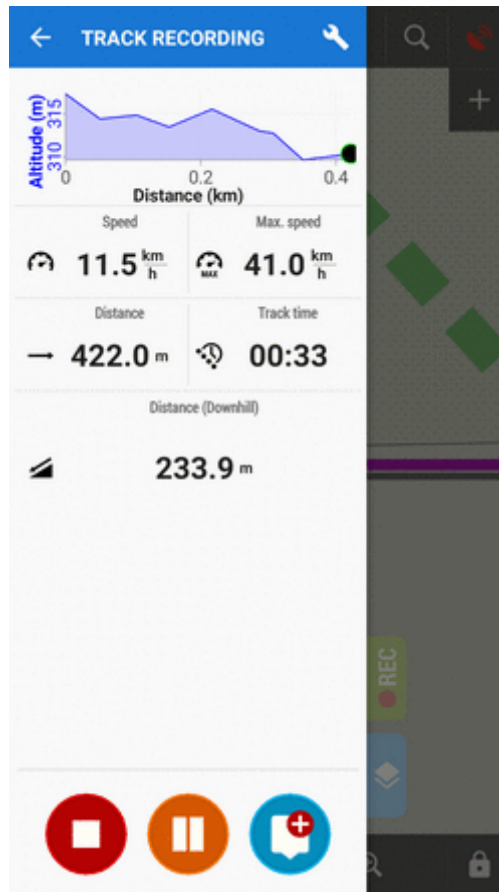 TRACK RECORDING
Altitude (m)
315
310
0 0.2 0.4
Distance (km)
Speed Max. speed
11.5 km/h MAX 41.0 km/h
Distance Track time
422.0 m 00:33
Distance (Downhill)
233.9 m
REC